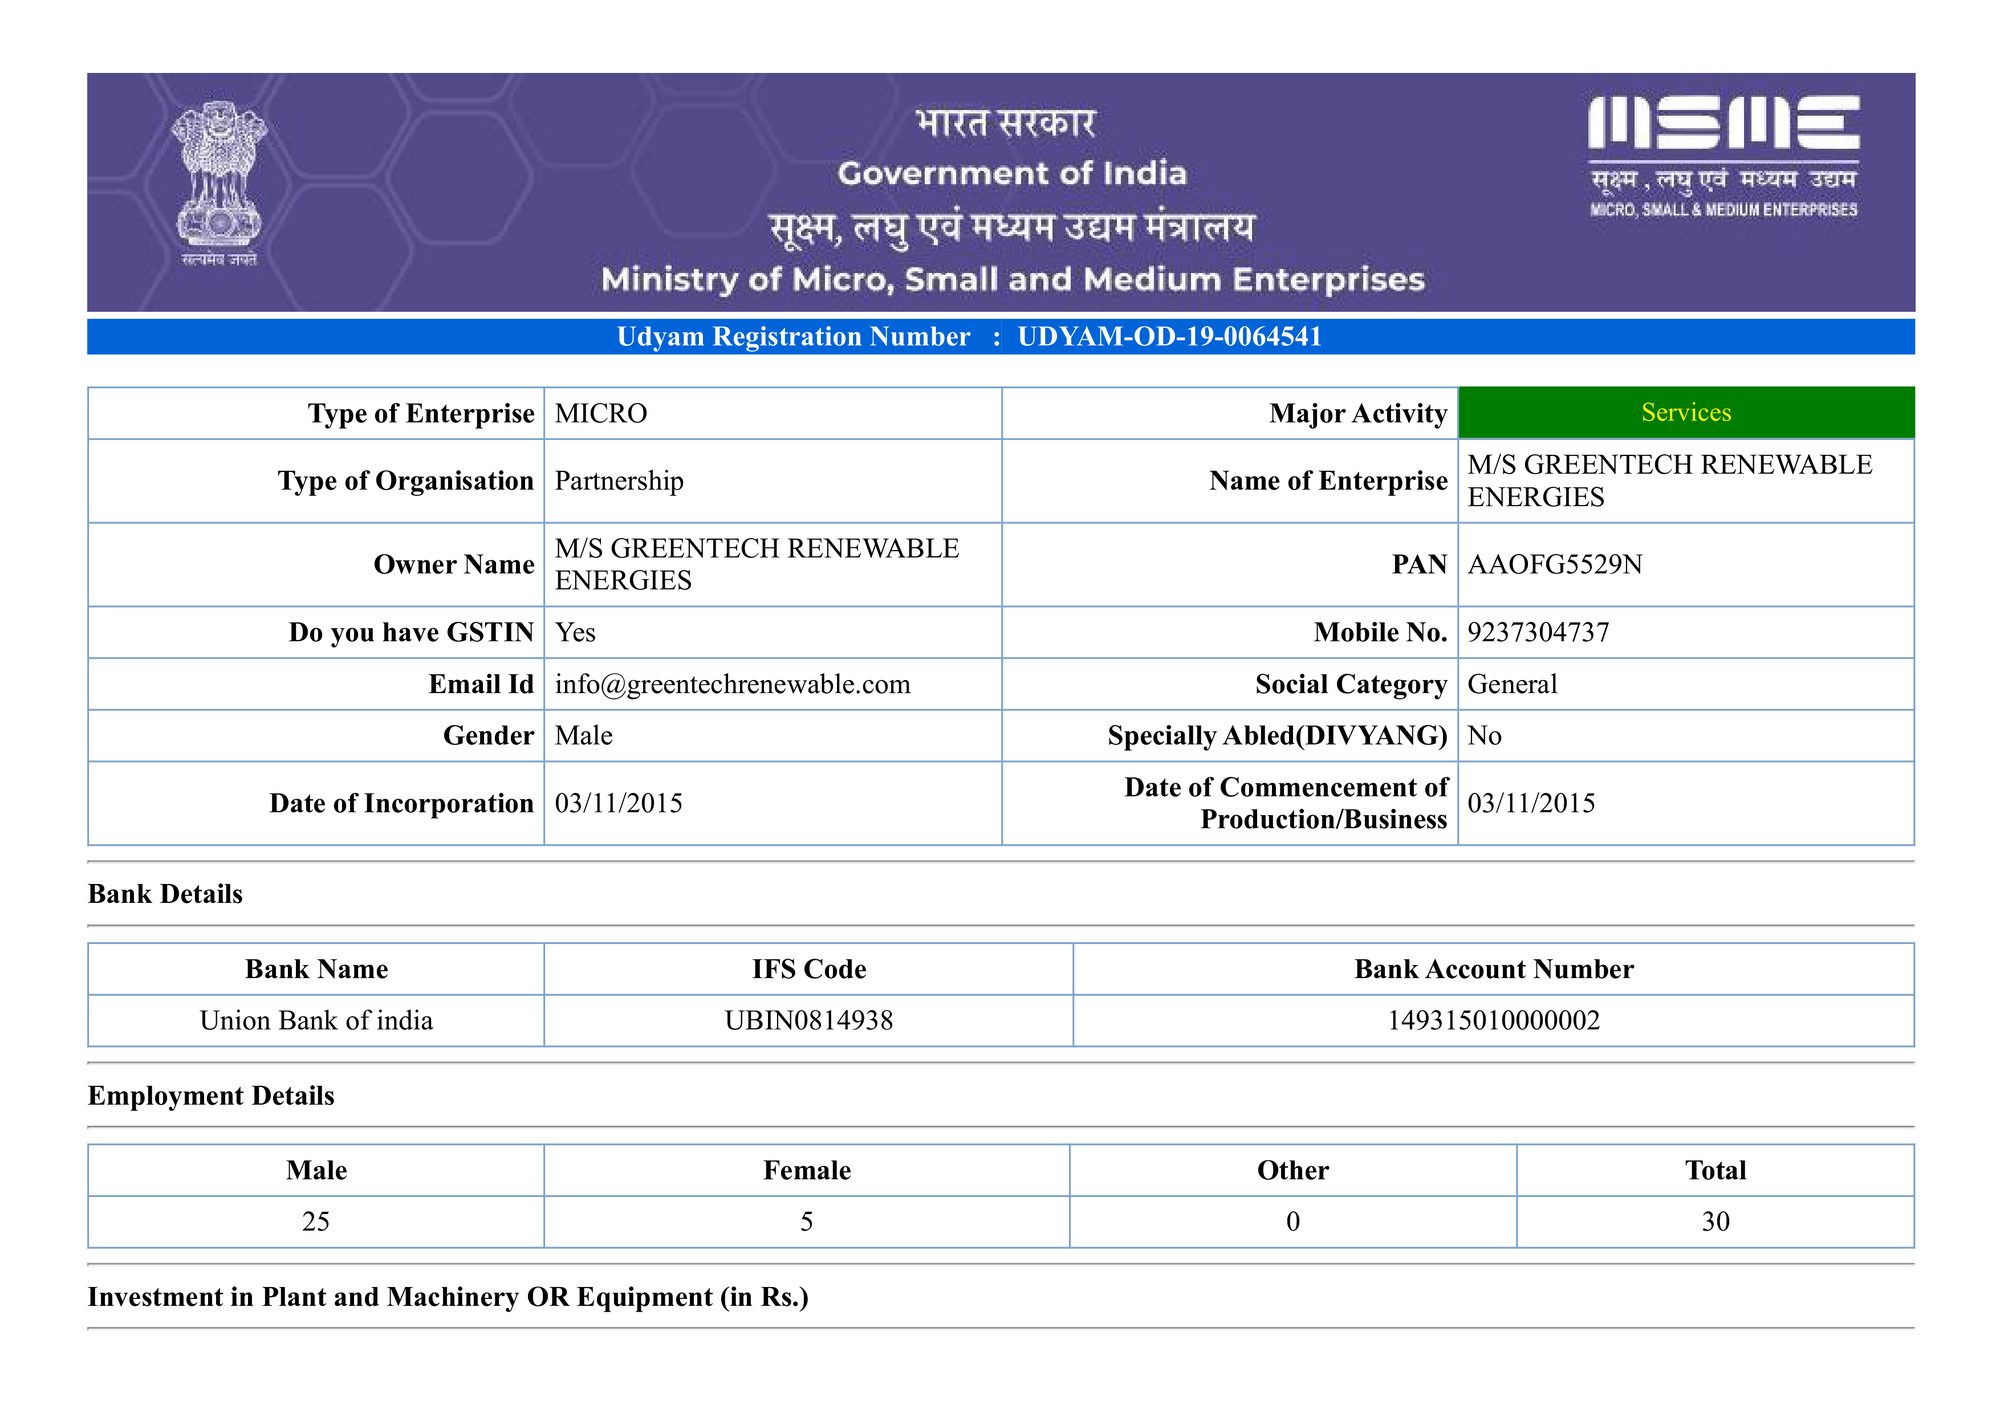 सत्यमेव जयते
भारत सरकार
Government of India
सूक्ष्म, लघु एवं मध्यम उद्यम मंत्रालय
Ministry of Micro, Small and Medium Enterprises
MSME
सूक्ष्म , लघु एवं मध्यम उद्यम
MICRO, SMALL & MEDIUM ENTERPRISES
Udyam Registration Number : UDYAM-OD-19-0064541
Type of Enterprise MICRO Major Activity Services
Type of Organisation Partnership Name of Enterprise M/S GREENTECH RENEWABLE
ENERGIES
Owner Name M/S GREENTECH RENEWABLE
ENERGIES
PAN AAOFG5529N
Do you have GSTIN Yes Mobile No. 9237304737
Email Id info@greentechrenewable.com Social Category General
Gender Male Specially Abled(DIVYANG) No
Date of Incorporation 03/11/2015 Date of Commencement of
Production/Business 03/11/2015
Bank Details
Bank Name IFS Code Bank Account Number
Union Bank of india UBIN0814938 149315010000002
Employment Details
Male Female Other Total
25 5 0 30
Investment in Plant and Machinery OR Equipment (in Rs.)